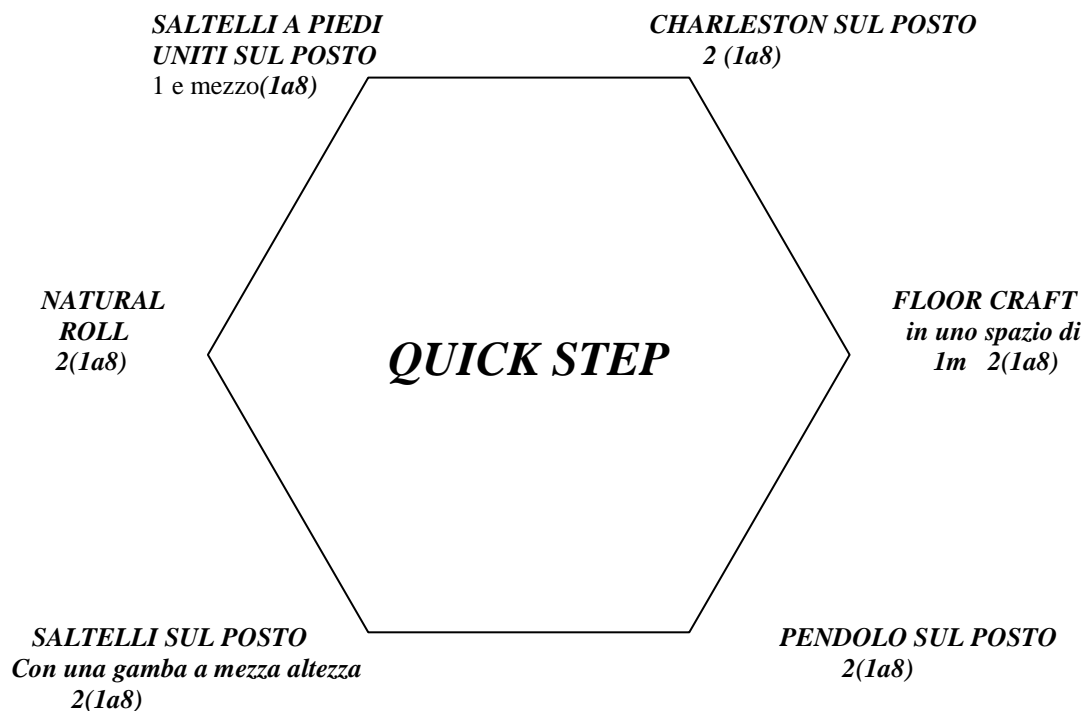 SALTELLI A PIEDI
UNITI SUL POSTO
1 e mezzo(1a8)
CHARLESTON SUL POSTO
2 (1a8)
NATURAL
ROLL
2(1a8)
QUICK STEP
FLOOR CRAFT
in uno spazio di
1m 2(1a8)
SALTELLI SUL POSTO
Con una gamba a mezza altezza
2(1a8)
PENDOLO SUL POSTO
2(1a8)